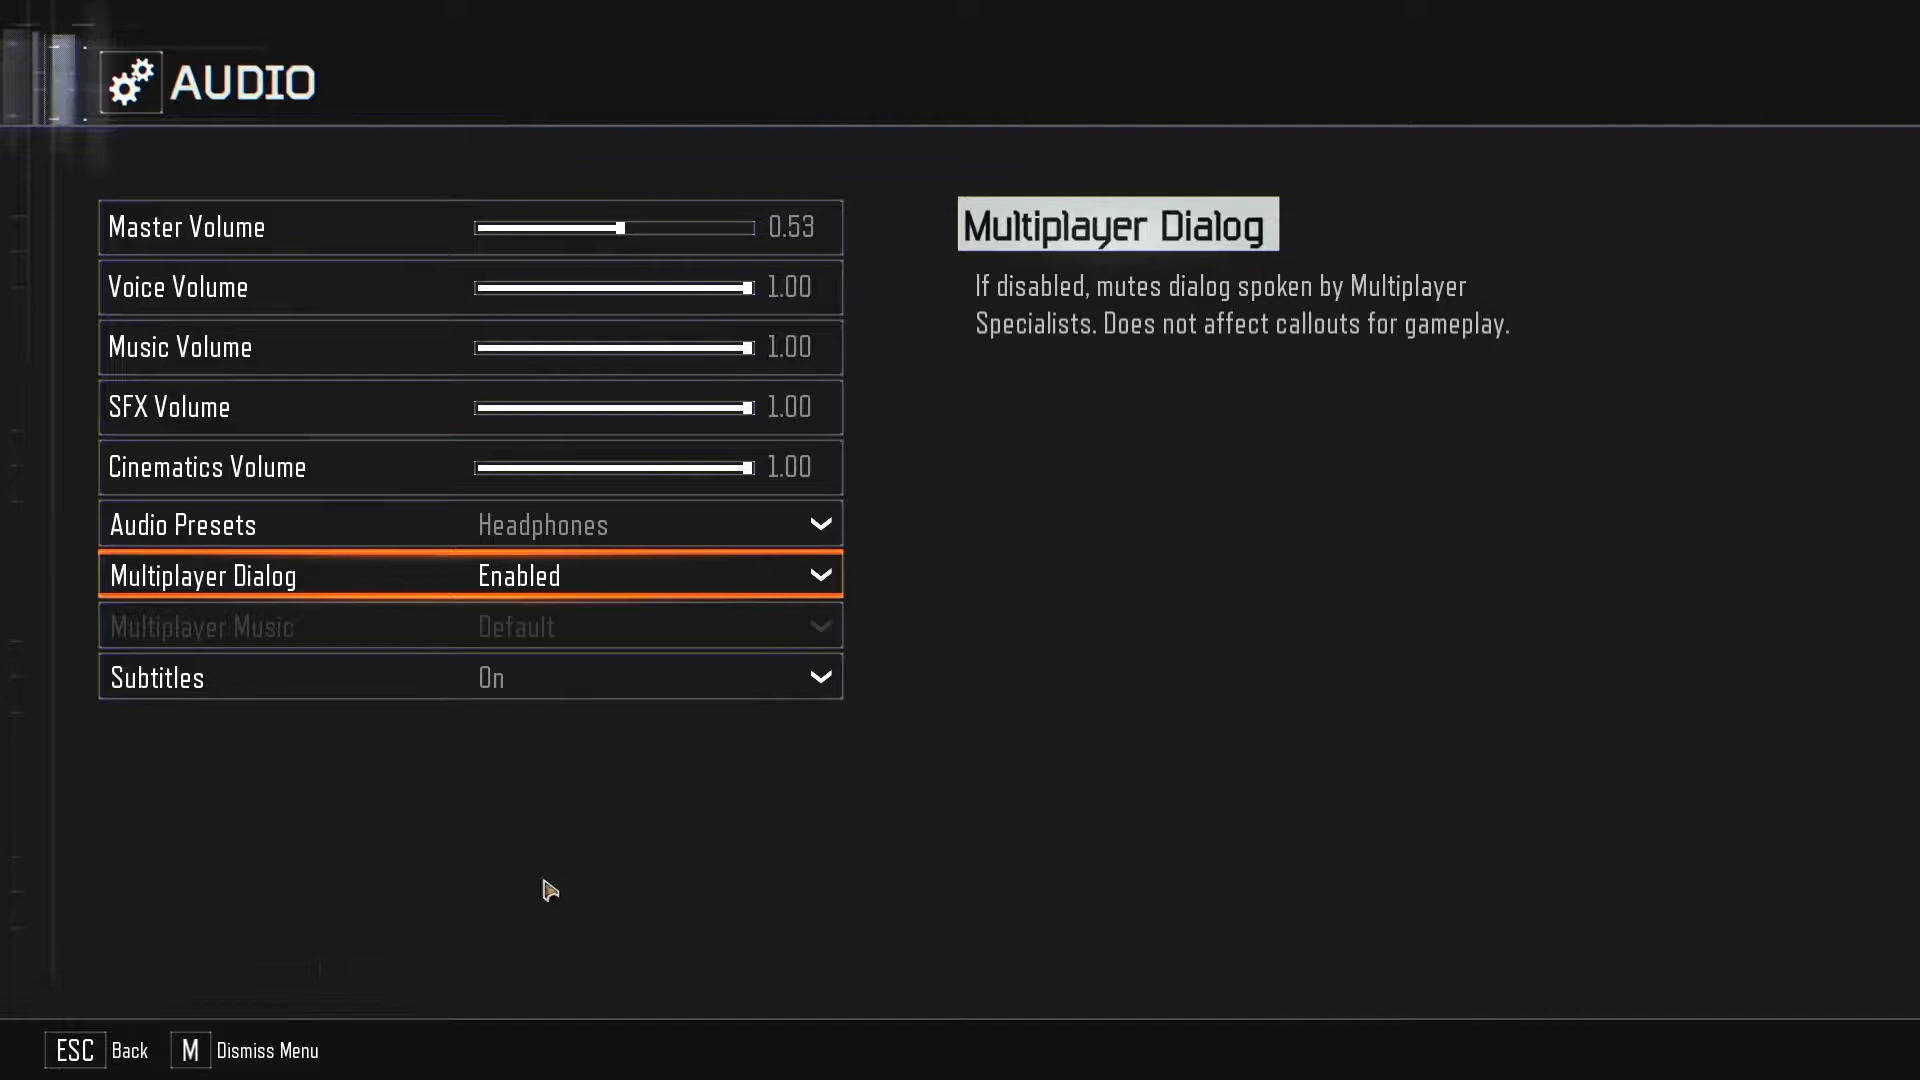 AUDIO
Master Volume 0.53
Voice Volume 1.00
Music Volume 1.00
SFX Volume 1.00
Cinematics Volume 1.00
Audio Presets Headphones
Multiplayer Dialog Enabled
Multiplayer Music Default
Subtitles On
Multiplayer Dialog
If disabled, mutes dialog spoken by Multiplayer
Specialists. Does not affect callouts for gameplay.
ESC Back M Dismiss Menu